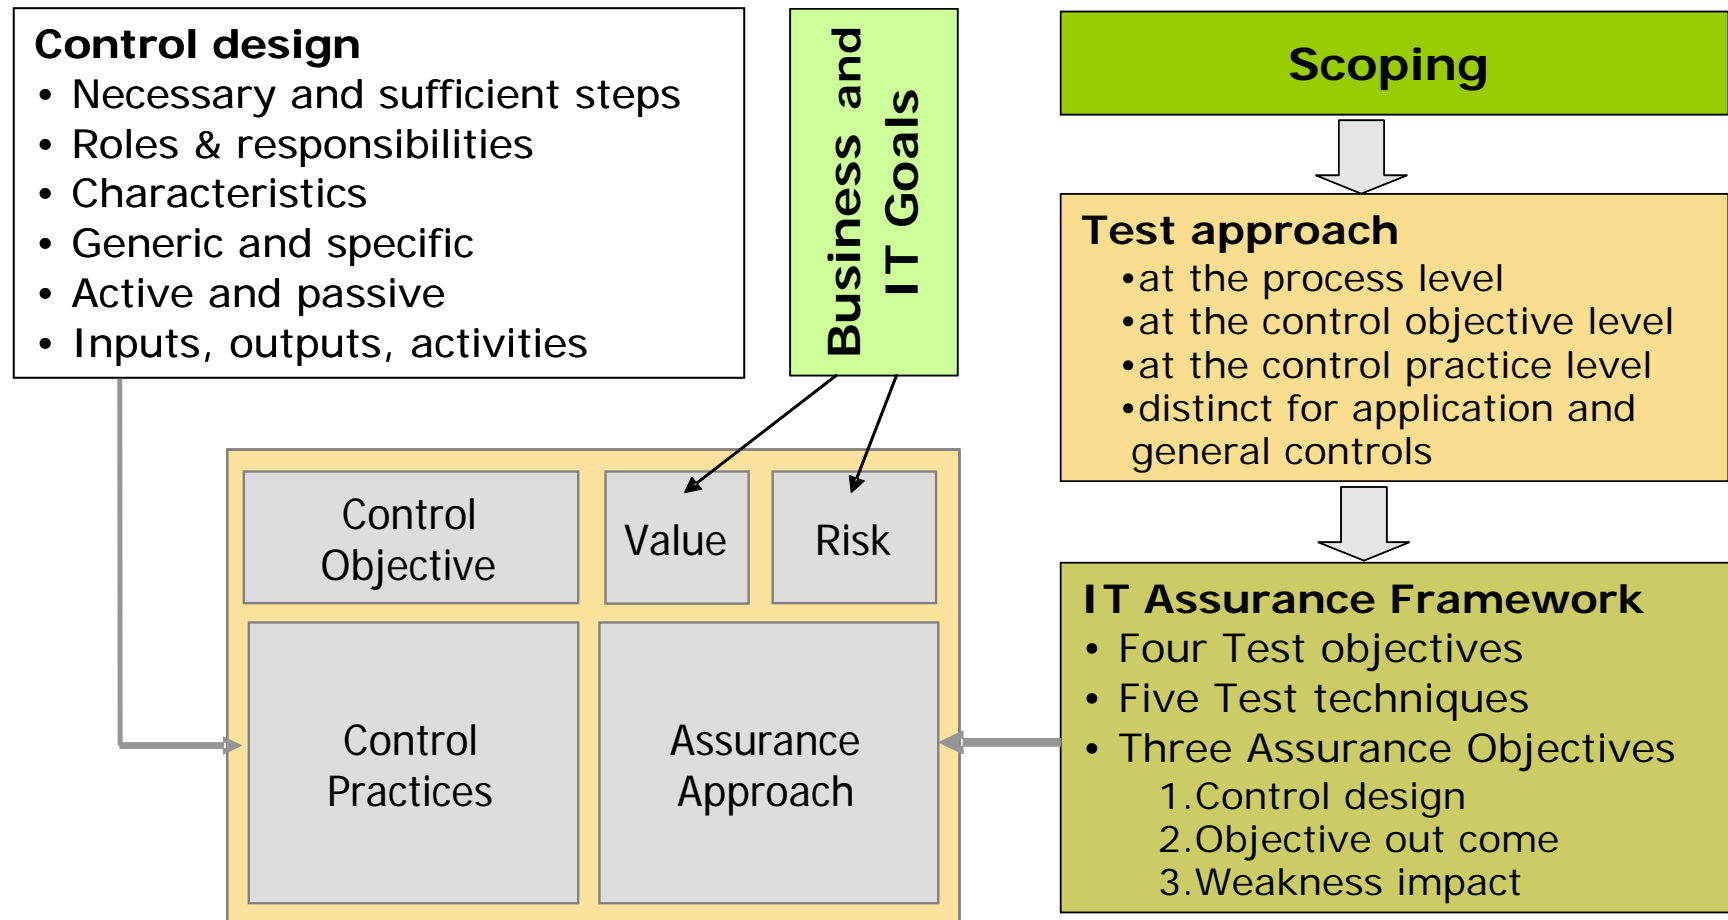 Control design
• Necessary and sufficient steps
• Roles & responsibilities
• Characteristics
• Generic and specific
• Active and passive
• Inputs, outputs, activities
Business and
IT Goals
Scoping
Test approach
•at the process level
•at the control objective level
•at the control practice level
•distinct for application and
general controls
Control
Objective
Value
Risk
Control
Practices
Assurance
Approach
IT Assurance Framework
• Four Test objectives
• Five Test techniques
• Three Assurance Objectives
1.Control design
2.Objective out come
3.Weakness impact